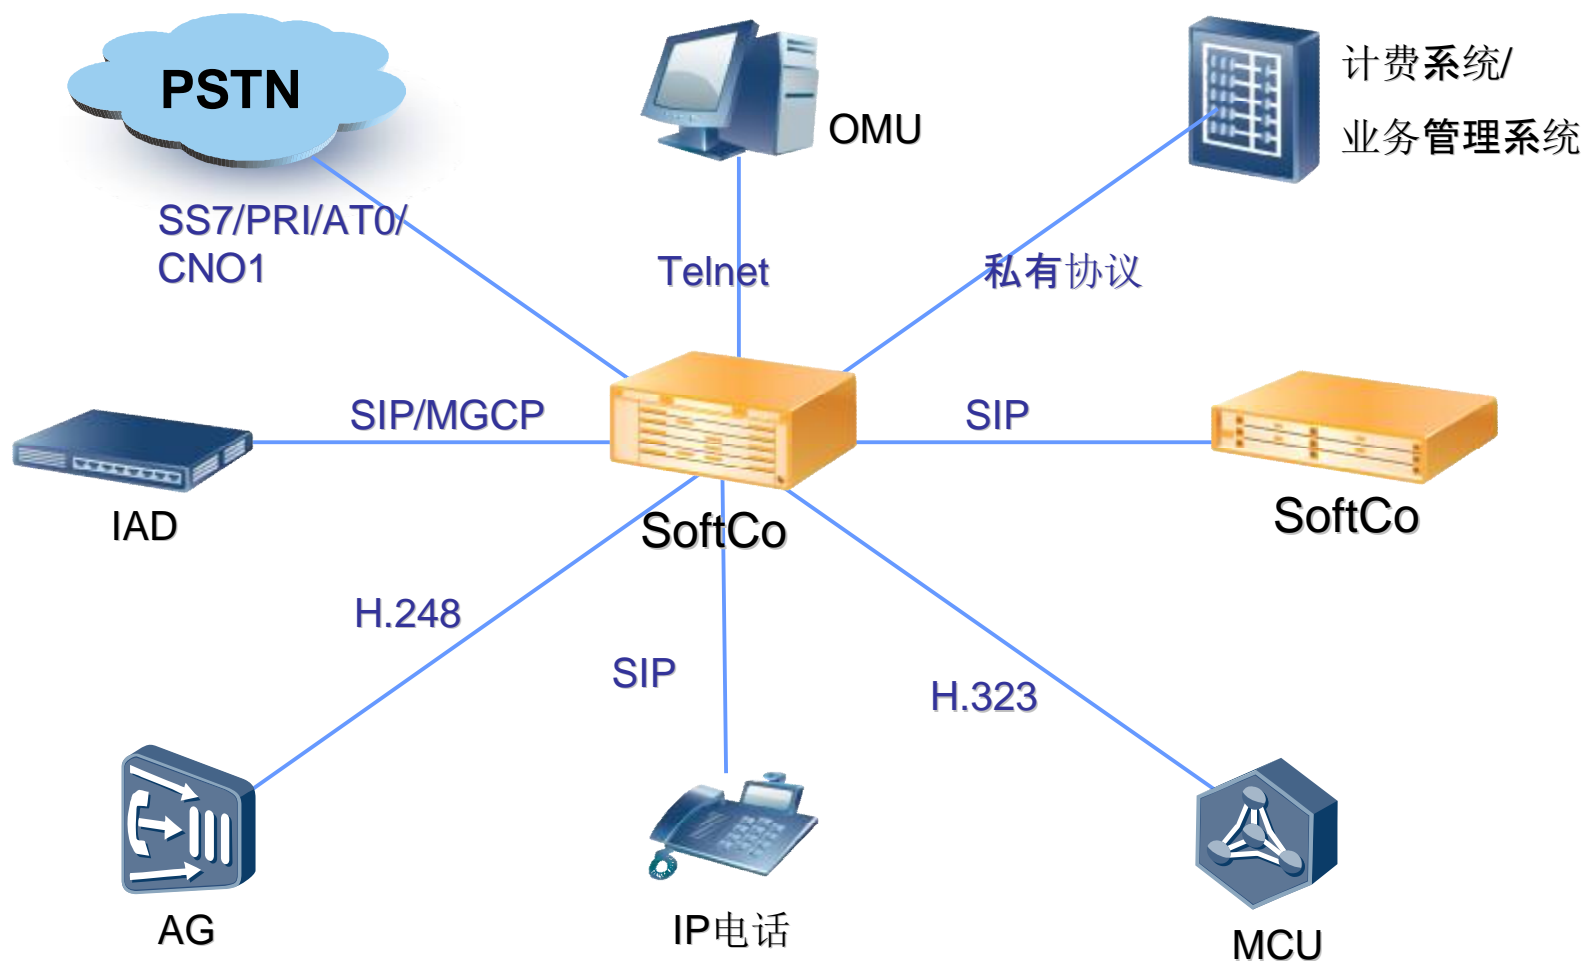 PSTN
OMU
计费系统/
业务管理系统
SS7/PRI/AT0/
CNO1
Telnet
私有协议
SIP/MGCP
SIP
IAD
SoftCo
SoftCo
H.248
SIP
H.323
AG
IP电话
MCU